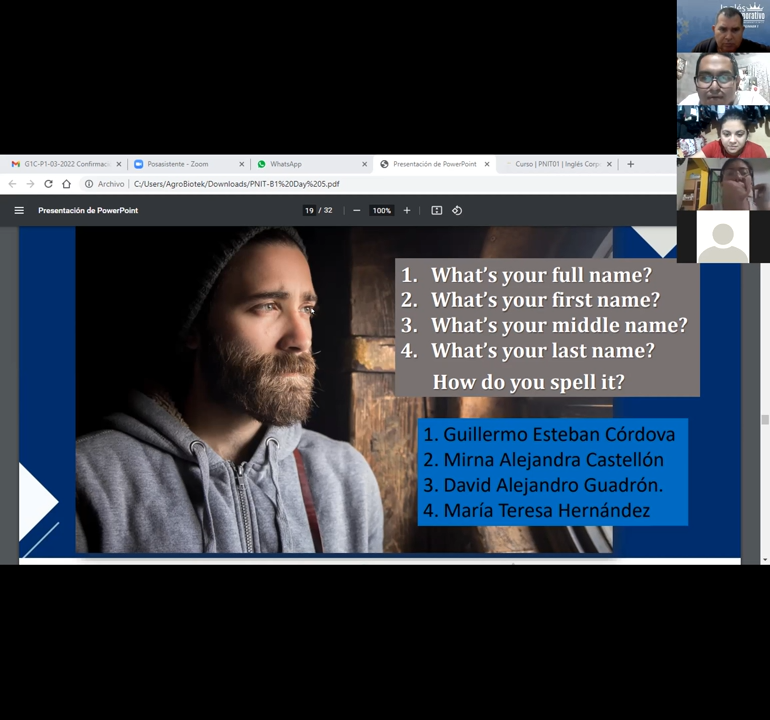 Inglés
orativo
G1C-P1-03-2022 Confirmac
Posasistente - Zoom
WhatsApp
Presentación de PowerPoint
Curso | PNIT01 | Inglés Corp
Archivo
C:/Users/AgroBiotek/Downloads/PNIT-B1%20Day%205.pdf
Presentación de PowerPoint
19 / 32
100%
1. What's your full name?
2. What's your first name?
3. What's your middle name?
4. What's your last name?
How do you spell it?
1. Guillermo Esteban Córdova
2. Mirna Alejandra Castellón
3. David Alejandro Guadrón.
4. María Teresa Hernández